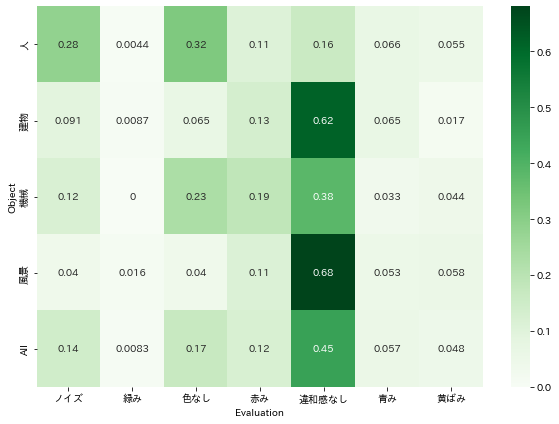 人 0.28 0.0044 0.32 0.11 0.16 0.066 0.055
建物 0.091 0.0087 0.065 0.13 0.62 0.065 0.017
Object
機械 0.12 0 0.23 0.19 0.38 0.033 0.044
風景 0.04 0.016 0.04 0.11 0.68 0.053 0.058
All 0.14 0.0083 0.17 0.12 0.45 0.057 0.048
ノイズ 緑み 色なし 赤み 違和感なし 青み 黄ばみ
Evaluation
0.6
0.5
0.4
0.3
0.2
0.1
0.0